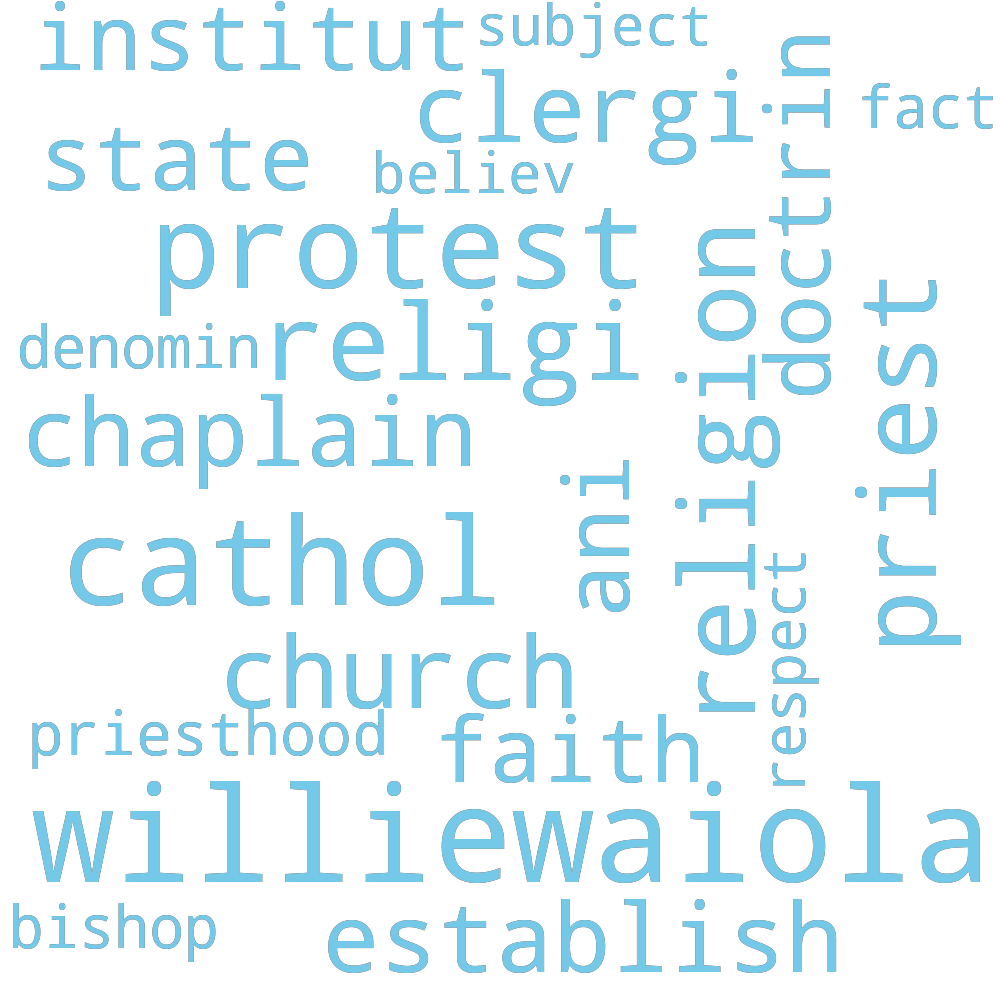 institut
subject
clergi
fact
state
believ
doctrin
protest
religion
priest
denomin
religi
chaplain
ani
cathol
respect
church
priesthood
faith
williewaiola
bishop
establish